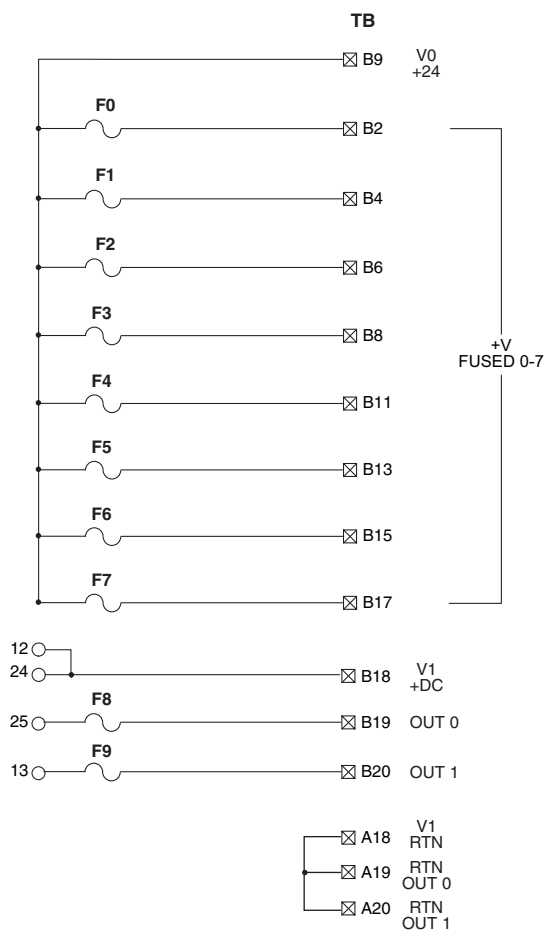 TB
B9 V0
+24
F0
B2
F1
B4
F2
B6
F3
B8
+V
FUSED 0-7
F4
B11
F5
B13
F6
B15
F7
B17
12
24
B18 V1
+DC
F8
25
B19 OUT 0
F9
13
B20 OUT 1
A18 V1
RTN
A19 RTN
OUT 0
A20 RTN
OUT 1